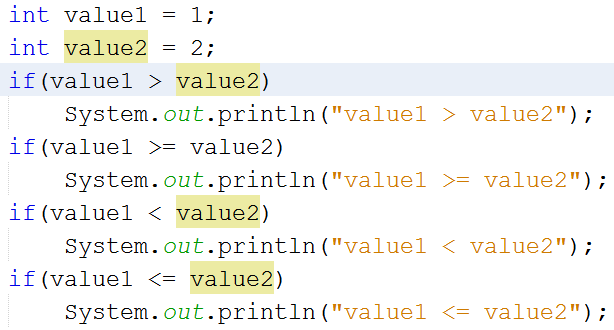 int value1 = 1;
int value2 = 2;
if(value1 > value2)
    System.out.println("value1 > value2");
if(value1 >= value2)
    System.out.println("value1 >= value2");
if(value1 < value2)
    System.out.println("value1 < value2");
if(value1 <= value2)
    System.out.println("value1 <= value2");